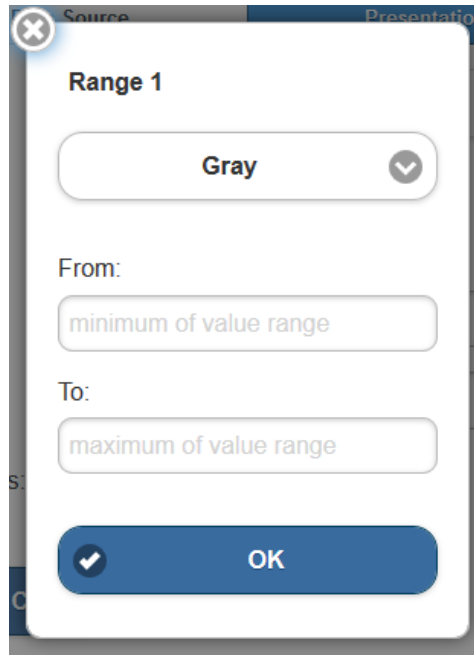 Source
Presentatio
Range 1
Gray
From:
minimum of value range
To:
maximum of value range
s:
OK
C